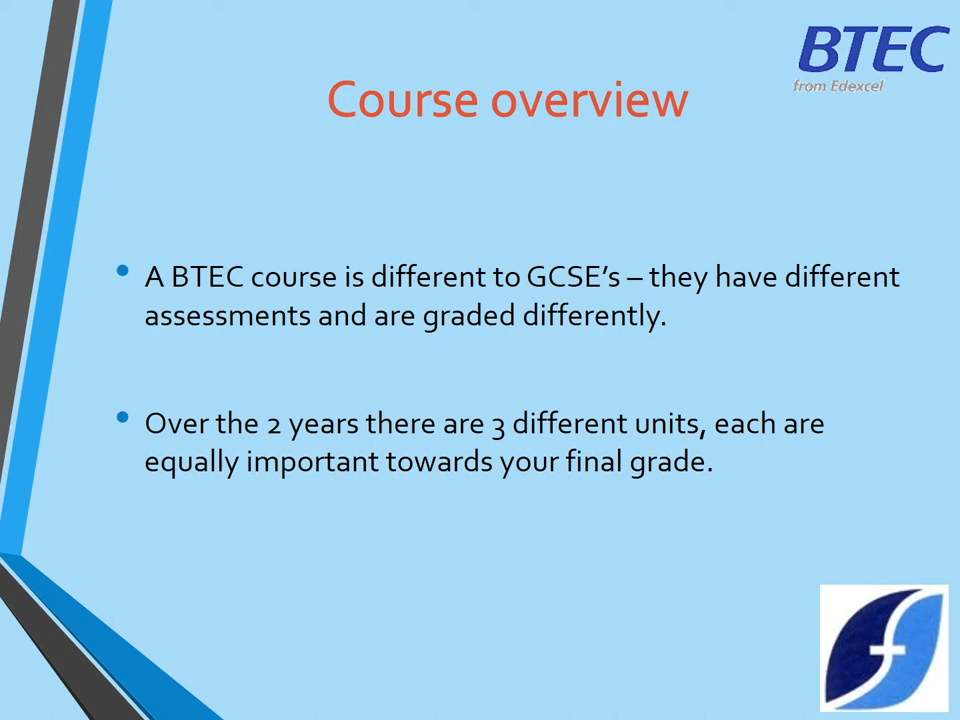 BTEC
from Edexcel
Course overview
• A BTEC course is different to GCSE’s – they have different
assessments and are graded differently.
• Over the 2 years there are 3 different units, each are
equally important towards your final grade.